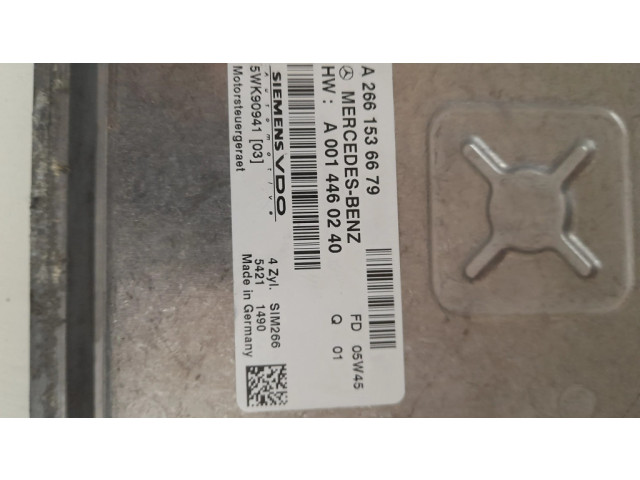 A 266 153 66 79
MERCEDES-BENZ FD 05W45
HW: A 001 446 02 40 Q 01
SIEMENS VDO
Automotive 4 Zyl. SIM266
5WK90941 [03] 5421 1490
Motorsteuergeraet Made in Germany